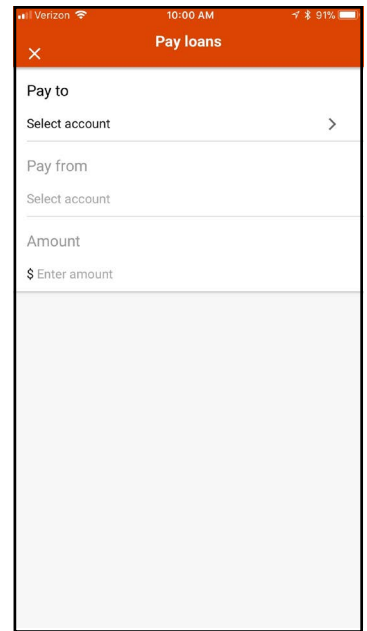 Verizon 10:00 AM 91%
Pay loans
Pay to
Select account
Pay from
Select account
Amount
$ Enter amount